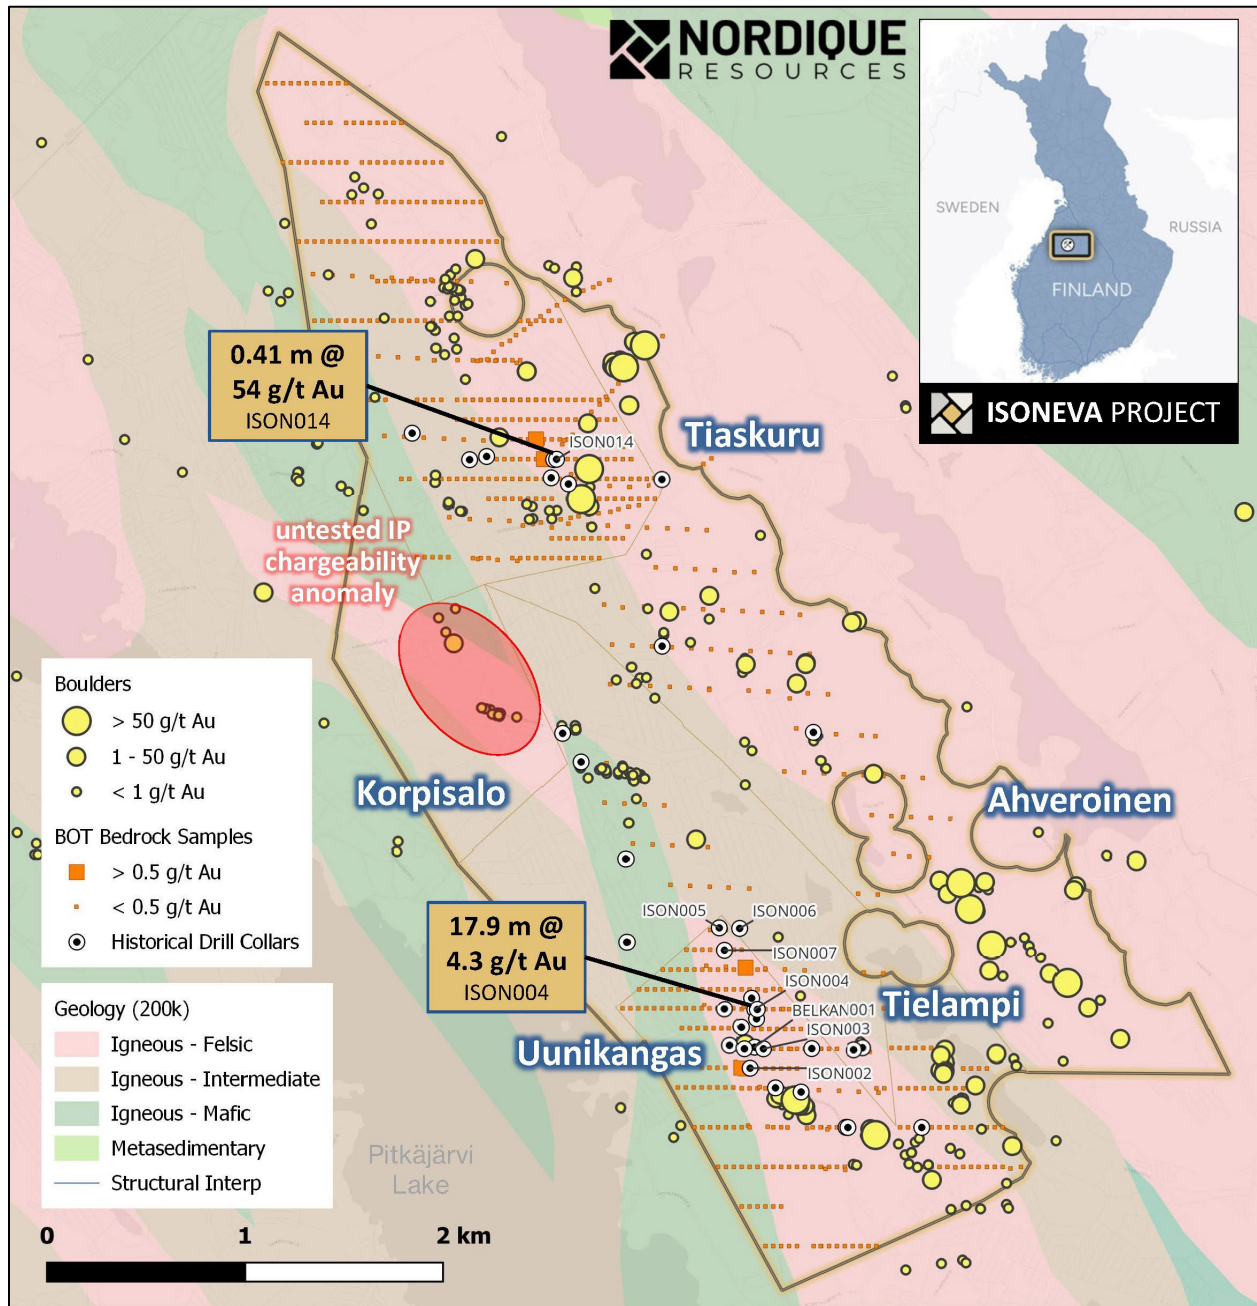 NORDIQUE
RESOURCES
SWEDEN
RUSSIA
FINLAND
ISONEVA PROJECT
0.41 m @
54 g/t Au
ISON014
ISON014
Tiaskuru
untested IP
chargeability
anomaly
Korpisalo
Ahveroinen
Boulders
> 50 g/t Au
1 - 50 g/t Au
< 1 g/t Au
BOT Bedrock Samples
> 0.5 g/t Au
< 0.5 g/t Au
Historical Drill Collars
17.9 m @
4.3 g/t Au
ISON004
ISON005
ISON006
ISON007
ISON004
BELKAN001
ISON003
ISON002
Tielampi
Uunikangas
Geology (200k)
Igneous - Felsic
Igneous - Intermediate
Igneous - Mafic
Metasedimentary
Structural Interp
Pitkäjärvi
Lake
0 1 2 km